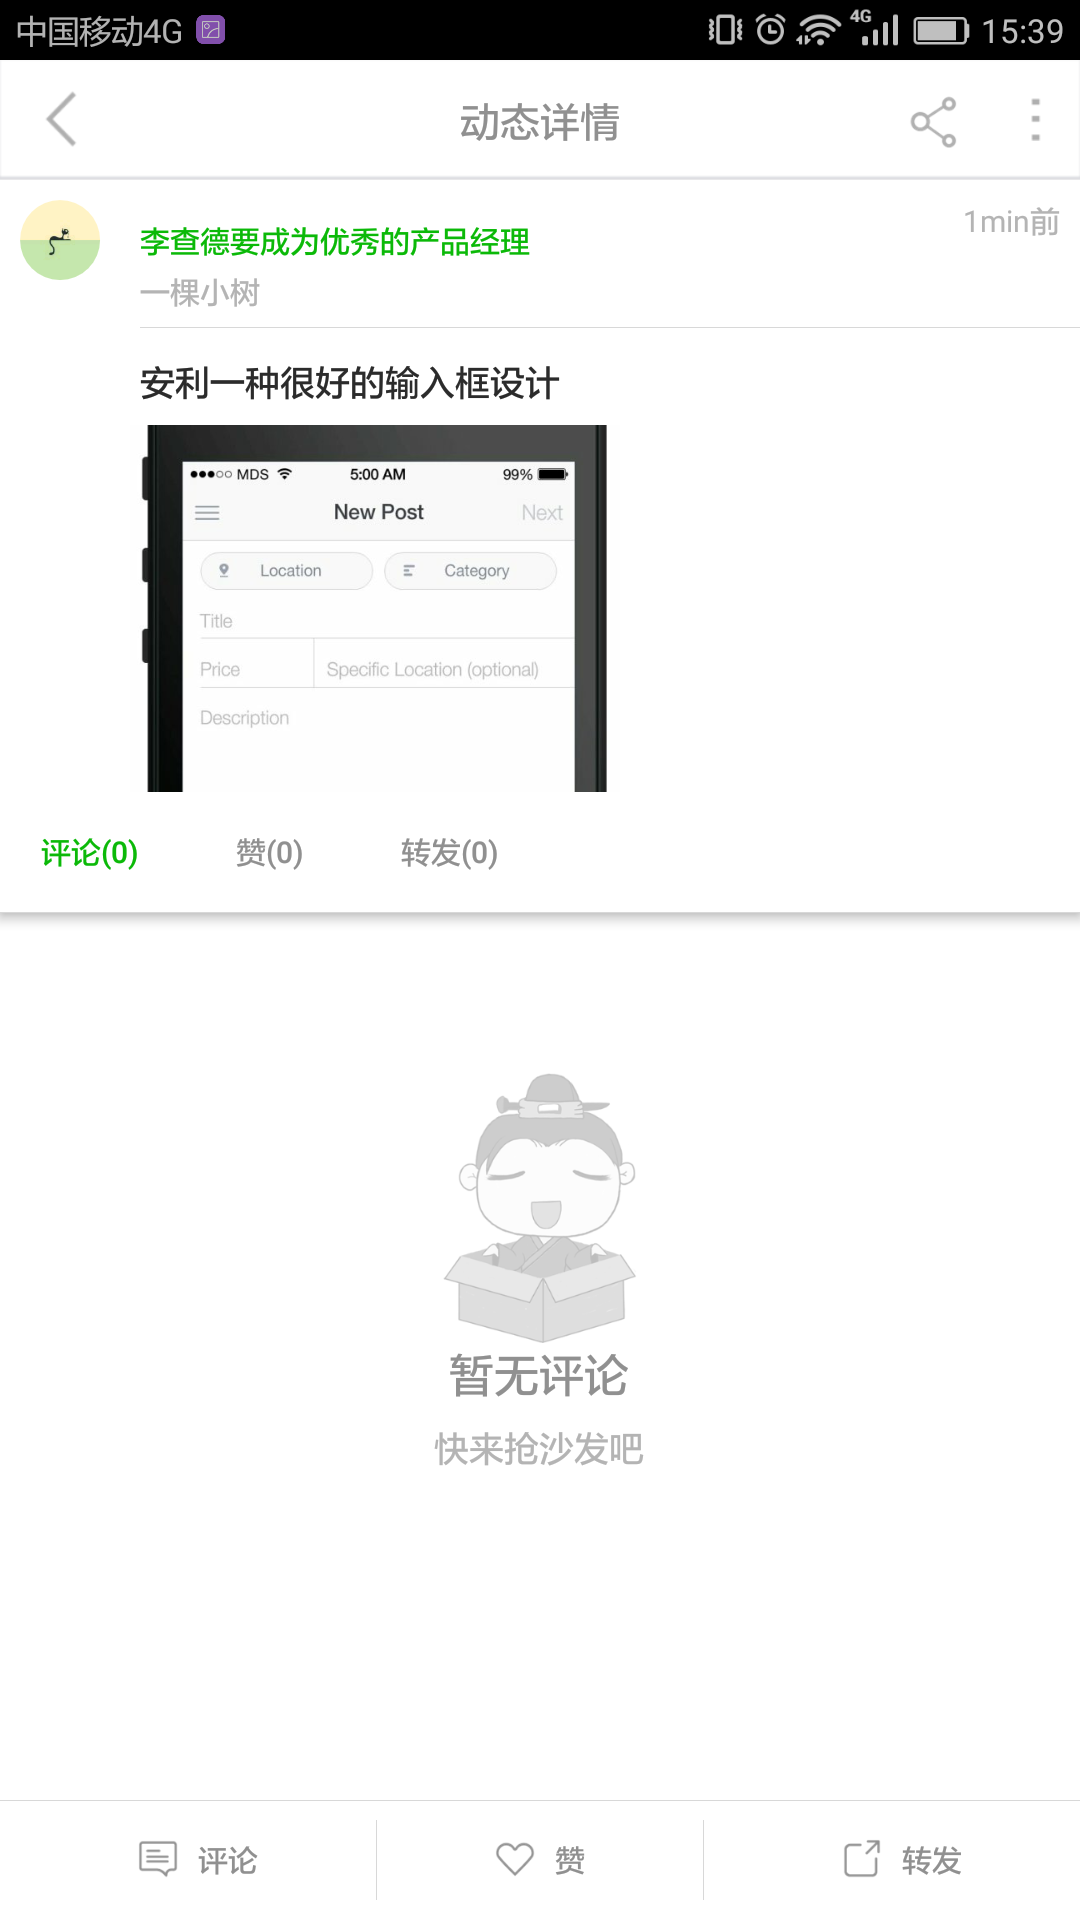 中国移动4G 4G 15:39
动态详情
李查德要成为优秀的产品经理 1min前
一棵小树
安利一种很好的输入框设计
MDS 5:00 AM 99%
New Post Next
Location Category
Title
Price Specific Location (optional)
Description
评论(0) 赞(0) 转发(0)
暂无评论
快来抢沙发吧
评论 赞 转发